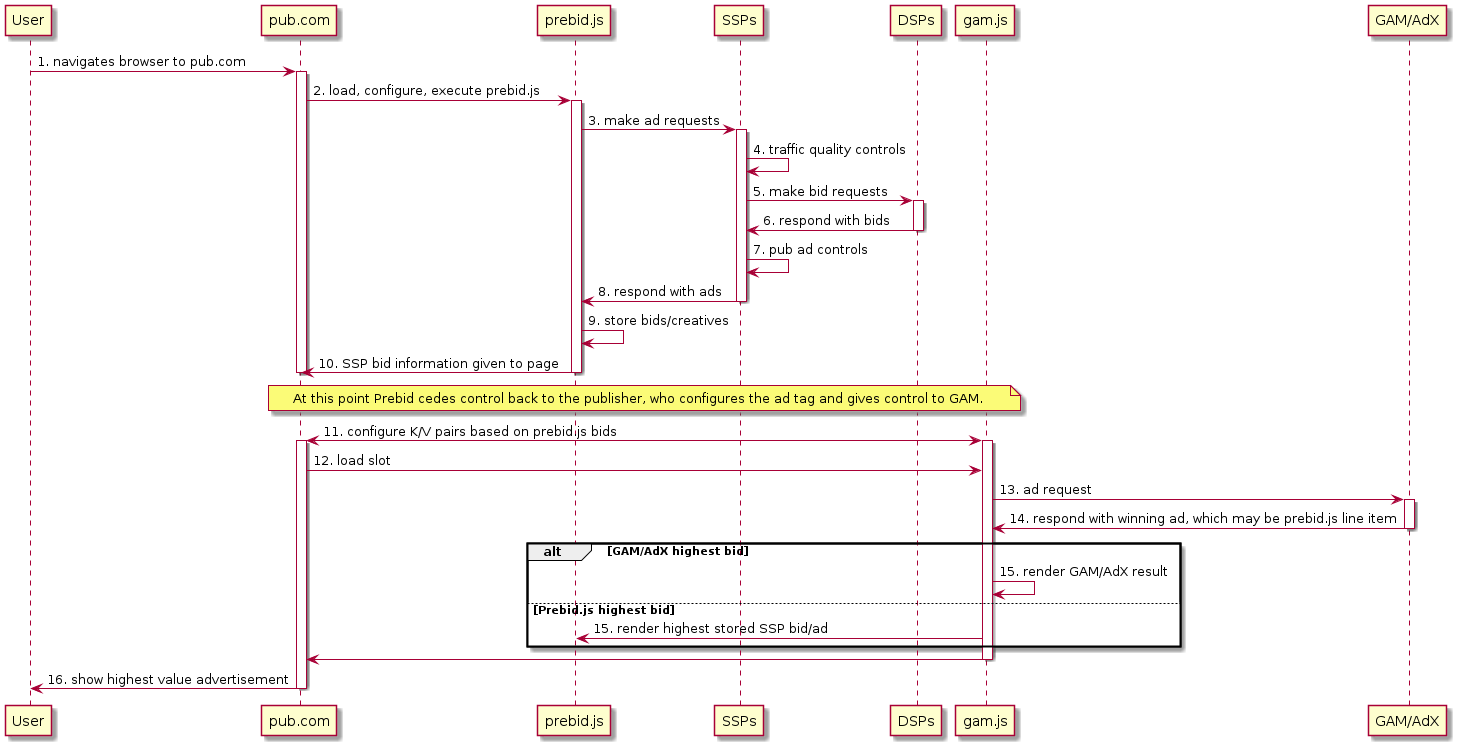 User
pub.com
prebid.js
SSPs
DSPs
gam.js
GAM/AdX
1. navigates browser to pub.com
2. load, configure, execute prebid.js
3. make ad requests
4. traffic quality controls
5. make bid requests
6. respond with bids
7. pub ad controls
8. respond with ads
9. store bids/creatives
10. SSP bid information given to page
At this point Prebid cedes control back to the publisher, who configures the ad tag and gives control to GAM.
11. configure K/V pairs based on prebid.js bids
12. load slot
13. ad request
14. respond with winning ad, which may be prebid.js line item
alt [GAM/AdX highest bid]
15. render GAM/AdX result
[Prebid.js highest bid]
15. render highest stored SSP bid/ad
16. show highest value advertisement
User
pub.com
prebid.js
SSPs
DSPs
gam.js
GAM/AdX